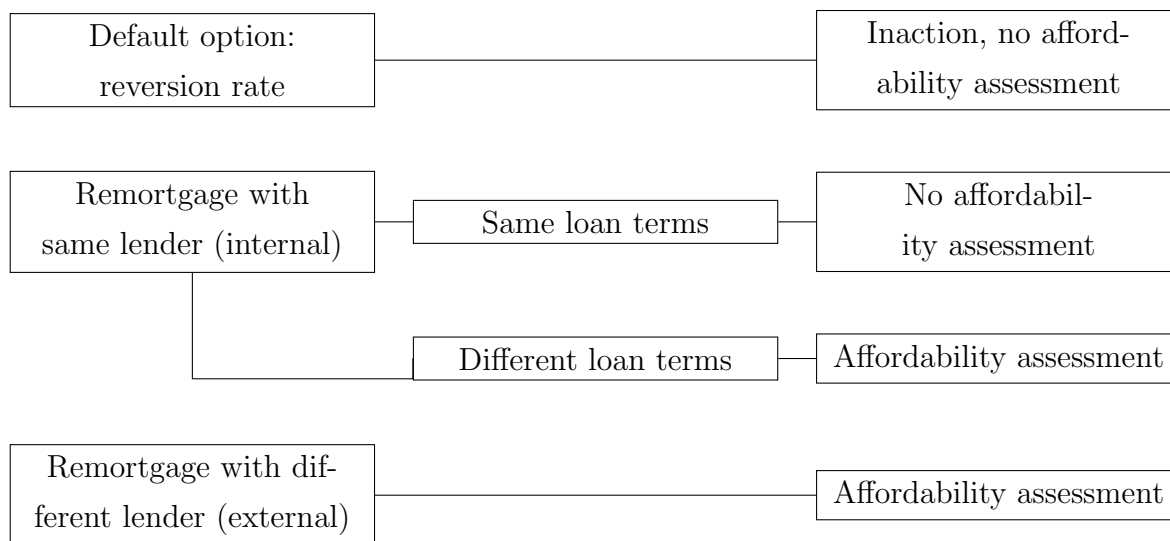 Default option:
reversion rate
Inaction, no afford-
ability assessment
Remortgage with
same lender (internal)
Same loan terms
No affordabil-
ity assessment
Different loan terms
Affordability assessment
Remortgage with dif-
ferent lender (external)
Affordability assessment